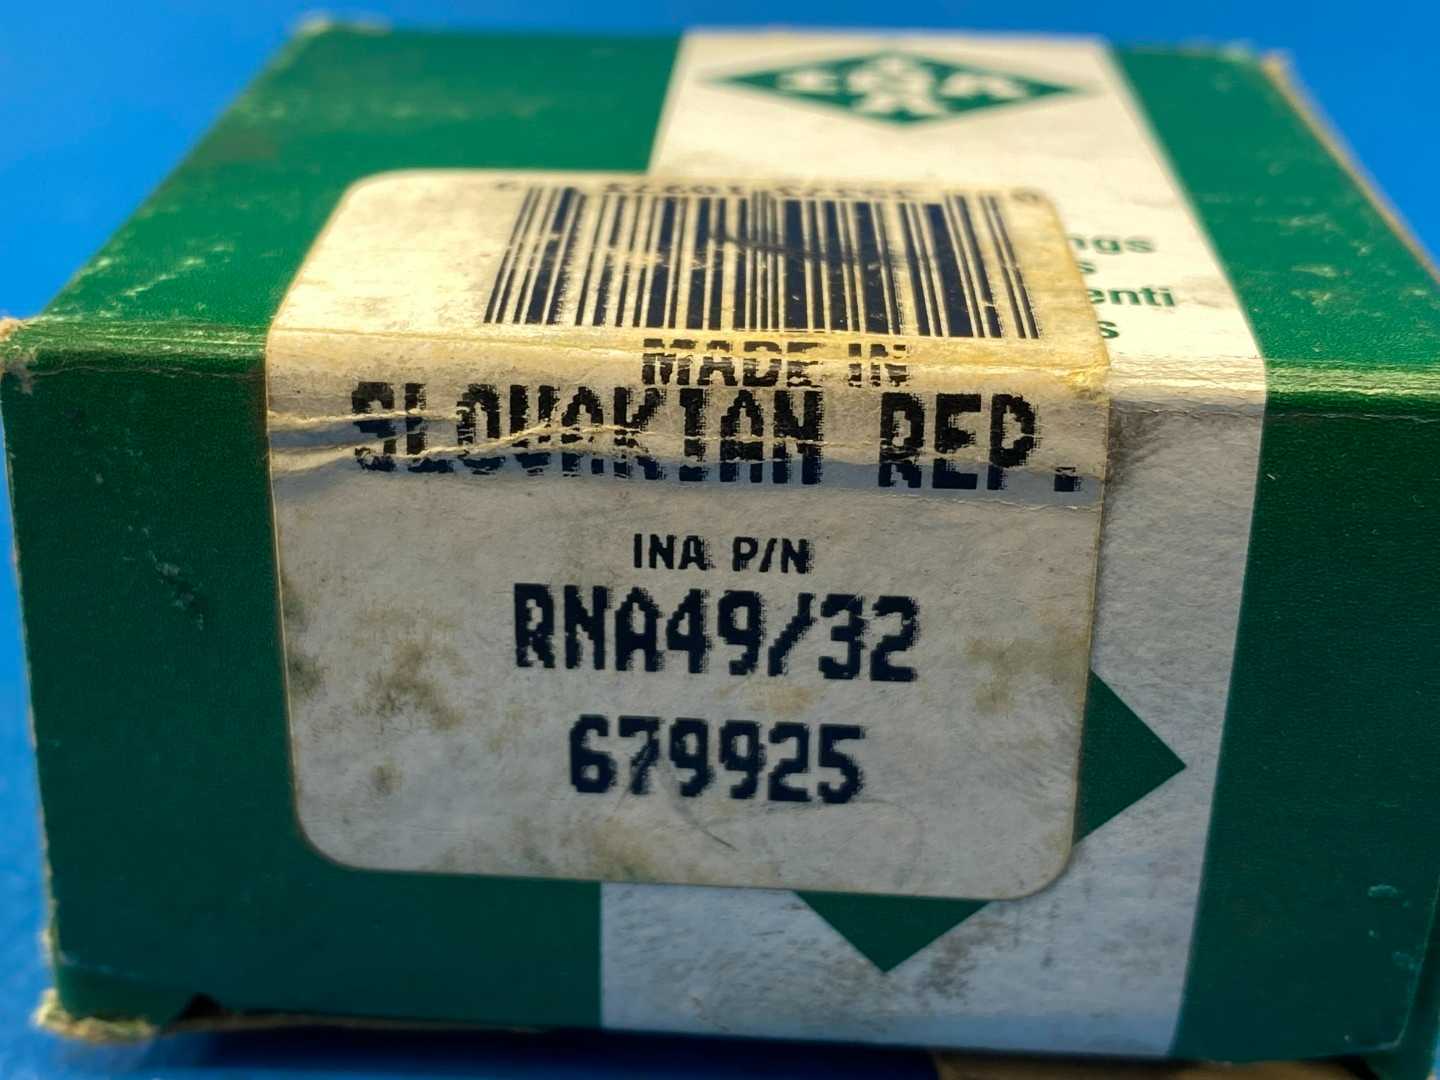 MADE IN
SLOVAKIAN REP.
INA P/N
RNA49/32
679925